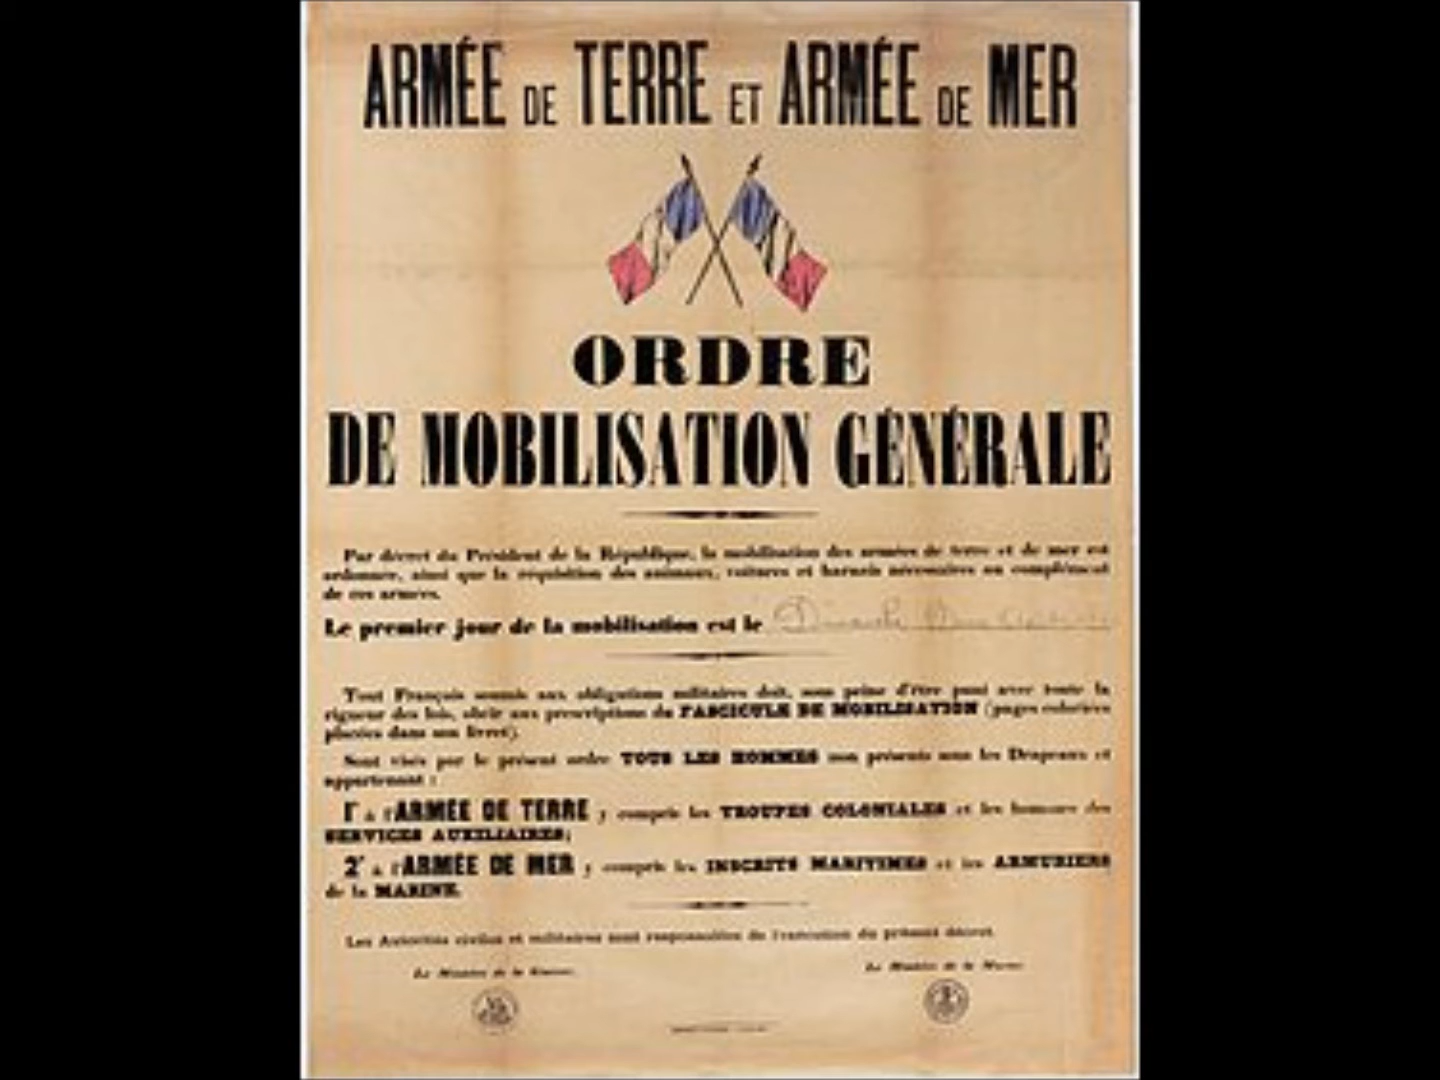 ARMÉE DE TERRE ET ARMÉE DE MER
ORDRE
DE MOBILISATION GÉNÉRALE
Par décret du Président de la République, la mobilisation des armées de terre et de mer est
ordonnée, ainsi que la réquisition des animaux, voitures et harnais nécessaires au complément
de ces armées.
Le premier jour de la mobilisation est le Dimanche
Tout Français soumis aux obligations militaires doit, sous peine d'être puni avec toute la
rigueur des lois, obéir aux prescriptions du FASCICULE DE MOBILISATION (pages coloriées
placées dans son livret).
Sont visés par le présent ordre TOUS LES HOMMES non présents sous les Drapeaux et
appartenant :
1° à l'ARMÉE DE TERRE y compris les TROUPES COLONIALES et les hommes des
SERVICES AUXILIAIRES;
2° à l'ARMÉE DE MER y compris les INSCRITS MARITIMES et les ARMURIERS
de la MARINE.
Les Autorités civiles et militaires sont responsables de l'exécution du présent décret.
Le Ministre de la Guerre, Le Ministre de la Marine,